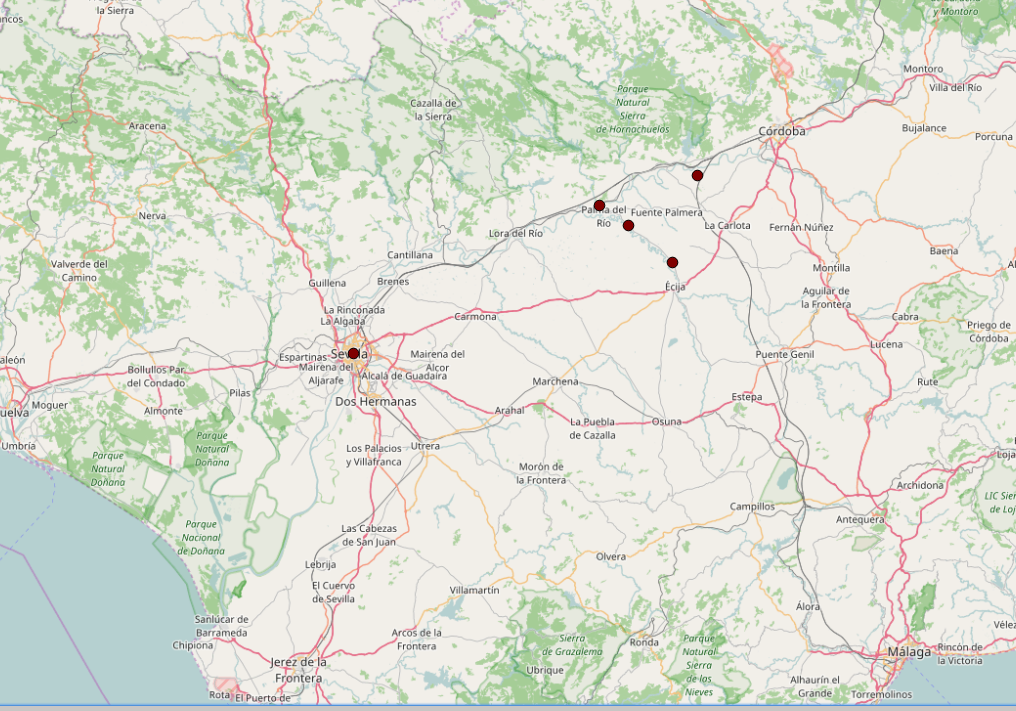 la Sierra
y Montoro
Montoro
Villa del Río
Parque
Natural
Sierra
de Hornachuelos
Cazalla de
la Sierra
Aracena
Córdoba
Bujalance
Porcuna
Nerva
Palma del
Río
Fuente Palmera
La Carlota
Fernán Núñez
Lora del Río
Cantillana
Baena
Valverde del
Camino
Guillena
Brenes
Écija
Montilla
Aguilar de
la Frontera
La Rinconada
La Algaba
Carmona
Cabra
Priego de
Córdoba
Lucena
Espartinas
Sevilla
Mairena del
Aljarafe
Mairena del
Alcor
Alcalá de Guadaíra
Puente Genil
Bollullos Par
del Condado
Pilas
Marchena
Rute
Moguer
Almonte
Dos Hermanas
Arahal
Estepa
La Puebla
de Cazalla
Osuna
Umbría
Parque
Natural
Doñana
Parque
Natural
Doñana
Los Palacios
y Villafranca
Utrera
Morón de
la Frontera
Loja
Archidona
LIC Sier
de Loj
Campillos
Antequera
Parque
Nacional
de Doñana
Las Cabezas
de San Juan
Olvera
Lebrija
El Cuervo
de Sevilla
Villamartín
Álora
Sanlúcar de
Barrameda
Chipiona
Arcos de la
Frontera
Sierra
de Grazalema
Ronda
Parque
Natural
Sierra
de las
Nieves
Vélez
Málaga
Rincón de
la Victoria
Jerez de la
Frontera
Ubrique
Alhaurín el
Grande
Torremolinos
Rota
El Puerto de